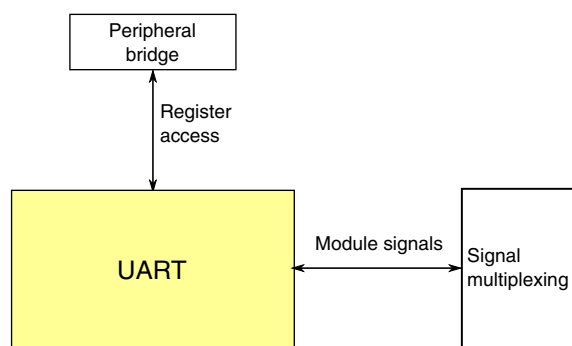 Peripheral
bridge
Register
access
UART
Module signals
Signal
multiplexing